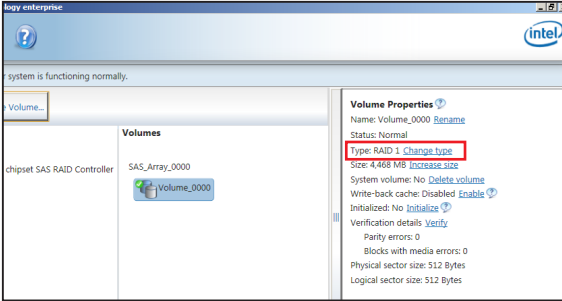 logy enterprise
intel
r system is functioning normally.
e Volume...
Volumes
chipset SAS RAID Controller
SAS_Array_0000
Volume_0000
Volume Properties
Name: Volume_0000 Rename
Status: Normal
Type: RAID 1 Change type
Size: 4,468 MB Increase size
System volume: No Delete volume
Write-back cache: Disabled Enable
Initialized: No Initialize
Verification details Verify
Parity errors: 0
Blocks with media errors: 0
Physical sector size: 512 Bytes
Logical sector size: 512 Bytes